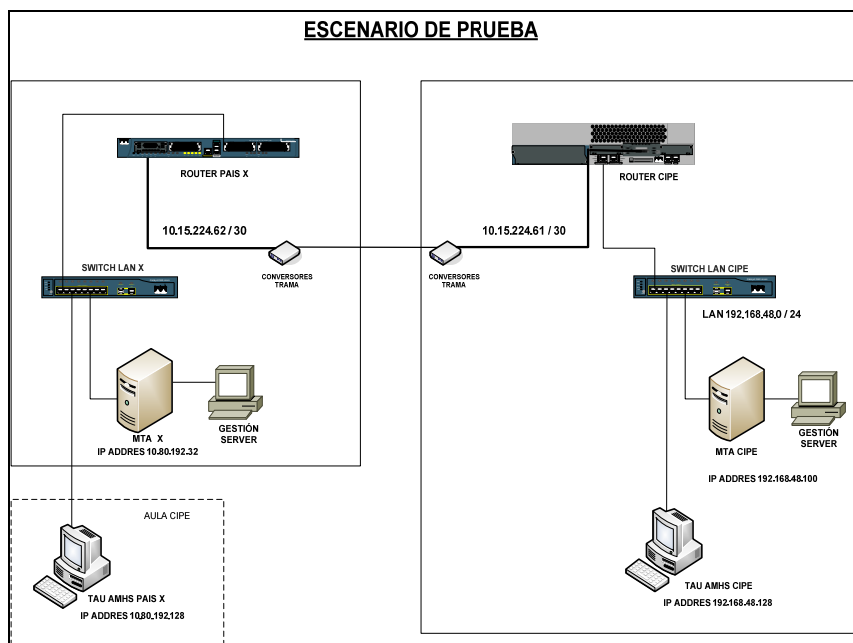 ESCENARIO DE PRUEBA
ROUTER PAIS X
ROUTER CIPE
10.15.224.62 / 30
10.15.224.61 / 30
SWITCH LAN X
CONVERSORES
TRAMA
CONVERSORES
TRAMA
SWITCH LAN CIPE
LAN 192.168.48.0 / 24
MTA X
IP ADDRES 10.80.192.32
GESTIÓN
SERVER
MTA CIPE
GESTIÓN
SERVER
IP ADDRES 192.168.48.100
AULA CIPE
TAU AMHS PAIS X
IP ADDRES 10.80.192.128
TAU AMHS CIPE
IP ADDRES 192.168.48.128